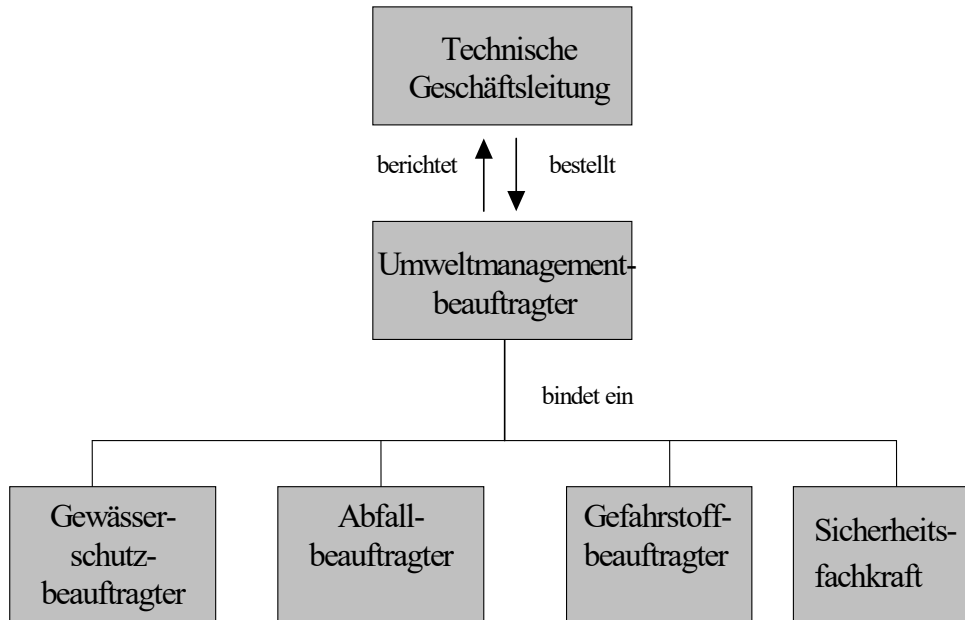 Technische
Geschäftsleitung
berichtet
bestellt
Umweltmanagement-
beauftragter
bindet ein
Gewässer-
schutz-
beauftragter
Abfall-
beauftragter
Gefahrstoff-
beauftragter
Sicherheits-
fachkraft